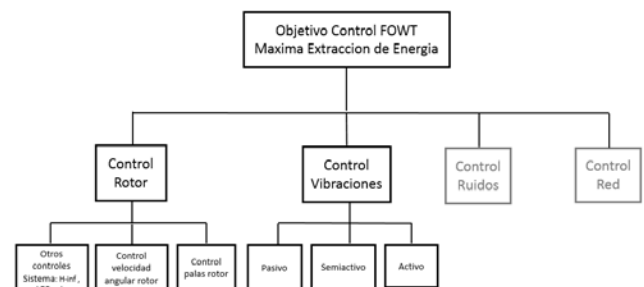 Objetivo Control FOWT
Maxima Extraccion de Energia
Control
Rotor
Control
Vibraciones
Control
Ruidos
Control
Red
Otros
controles
Sistema: H-inf ,
Control
velocidad
angular rotor
Control
palas rotor
Pasivo
Semiactivo
Activo